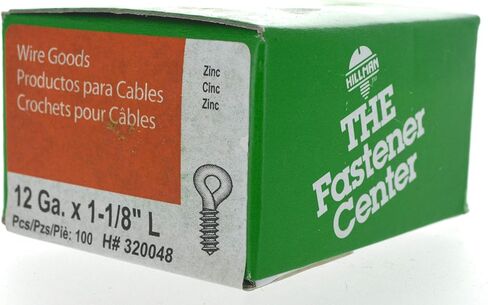 Wire Goods
Productos para Cables
Crochets pour Câbles
Zinc
Cinc
Zinc
12 Ga. x 1-1/8" L
Pcs/Pzs/Piè: 100 H# 320048
HILLMAN
THE
Fastener
Center